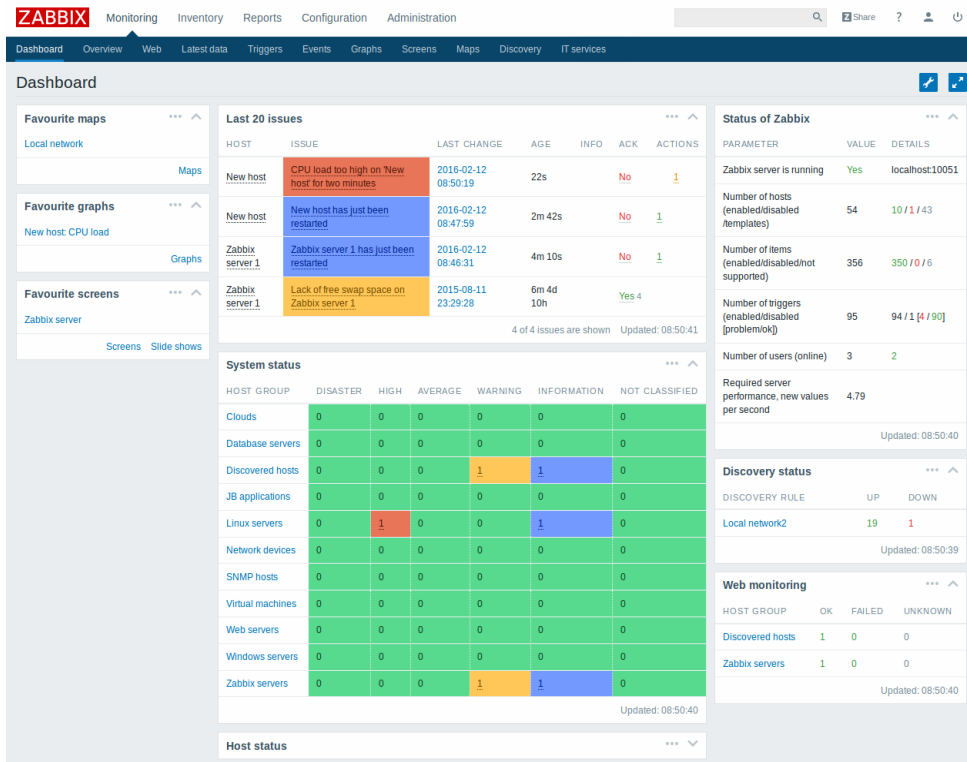 ZABBIX Monitoring Inventory Reports Configuration Administration Z Share ?
Dashboard Overview Web Latest data Triggers Events Graphs Screens Maps Discovery IT services
Dashboard
Favourite maps
Local network
Maps
Favourite graphs
New host: CPU load
Graphs
Favourite screens
Zabbix server
Screens Slide shows
Last 20 issues
HOST ISSUE LAST CHANGE AGE INFO ACK ACTIONS
New host CPU load too high on 'New host' for two minutes 2016-02-12 08:50:19 22s No 1
New host New host has just been restarted 2016-02-12 08:47:59 2m 42s No 1
Zabbix server 1 Zabbix server 1 has just been restarted 2016-02-12 08:46:31 4m 10s No 1
Zabbix server 1 Lack of free swap space on Zabbix server 1 2015-08-11 23:29:28 6m 4d 10h Yes 4
4 of 4 issues are shown Updated: 08:50:41
System status
HOST GROUP DISASTER HIGH AVERAGE WARNING INFORMATION NOT CLASSIFIED
Clouds 0 0 0 0 0 0
Database servers 0 0 0 0 0 0
Discovered hosts 0 0 0 1 1 0
JB applications 0 0 0 0 0 0
Linux servers 0 1 0 0 1 0
Network devices 0 0 0 0 0 0
SNMP hosts 0 0 0 0 0 0
Virtual machines 0 0 0 0 0 0
Web servers 0 0 0 0 0 0
Windows servers 0 0 0 0 0 0
Zabbix servers 0 0 0 1 1 0
Updated: 08:50:40
Host status
Status of Zabbix
PARAMETER VALUE DETAILS
Zabbix server is running Yes localhost:10051
Number of hosts (enabled/disabled /templates) 54 10 / 1 / 43
Number of items (enabled/disabled/not supported) 356 350 / 0 / 6
Number of triggers (enabled/disabled [problem/ok]) 95 94 / 1 [4 / 90]
Number of users (online) 3 2
Required server performance, new values per second 4.79
Updated: 08:50:40
Discovery status
DISCOVERY RULE UP DOWN
Local network2 19 1
Updated: 08:50:39
Web monitoring
HOST GROUP OK FAILED UNKNOWN
Discovered hosts 1 0 0
Zabbix servers 1 0 0
Updated: 08:50:40